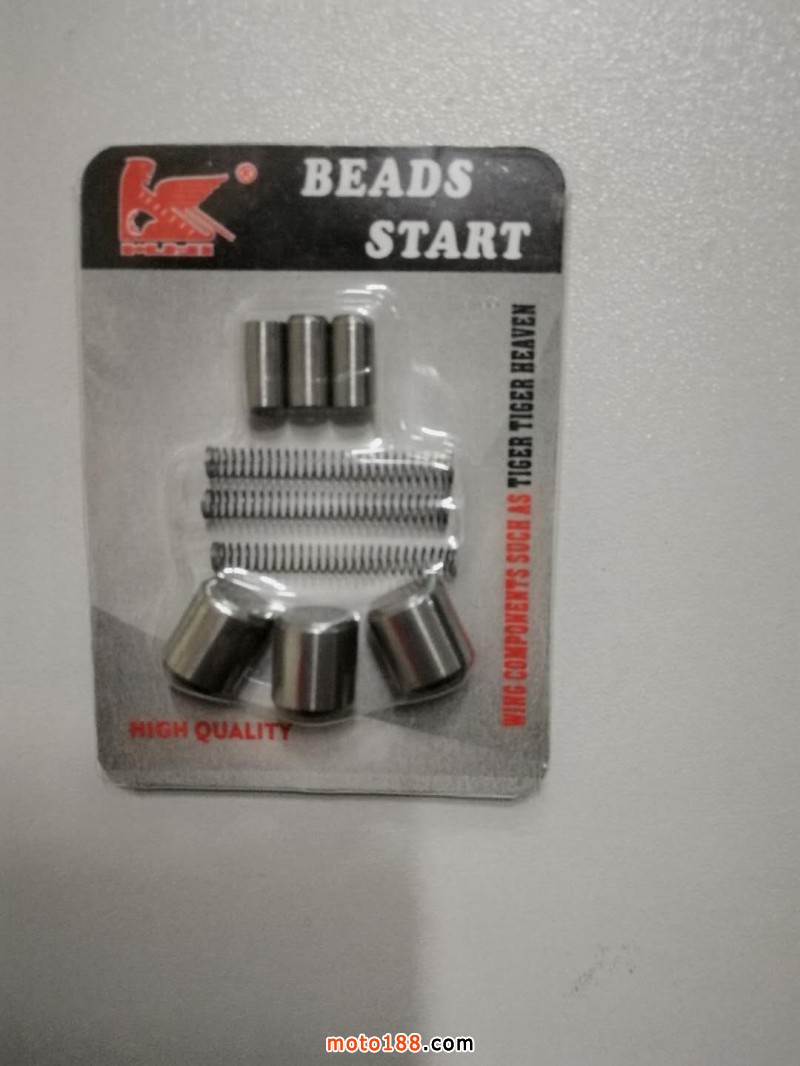 ®
BEADS
START
WING COMPONENTS SUCH AS TIGER TIGER HEAVEN
HIGH QUALITY
moto188.com